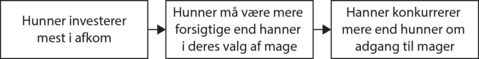 Hunner investerer
mest i afkom
Hunner må være mere
forsigtige end hanner
i deres valg af mage
Hanner konkurrerer
mere end hunner om
adgang til mager